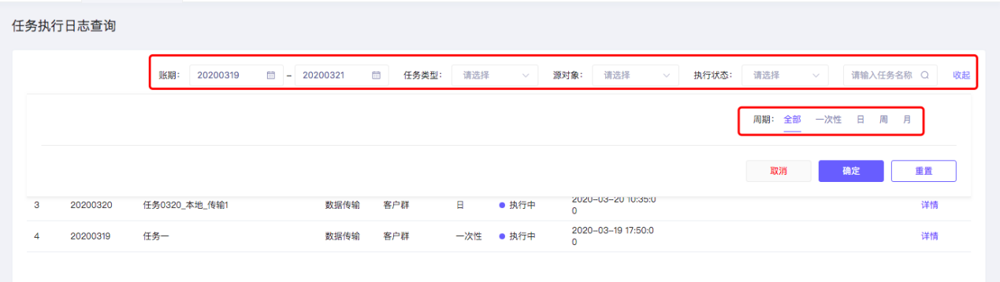 任务执行日志查询
账期: 20200319 – 20200321 任务类型: 请选择 源对象: 请选择 执行状态: 请选择 请输入任务名称 收起
周期: 全部 一次性 日 周 月
取消 确定 重置
3 20200320 任务0320_本地_传输1 数据传输 客户群 日 执行中 2020-03-20 10:35:0
0 详情
4 20200319 任务一 数据传输 客户群 一次性 执行中 2020-03-19 17:50:0
0 详情